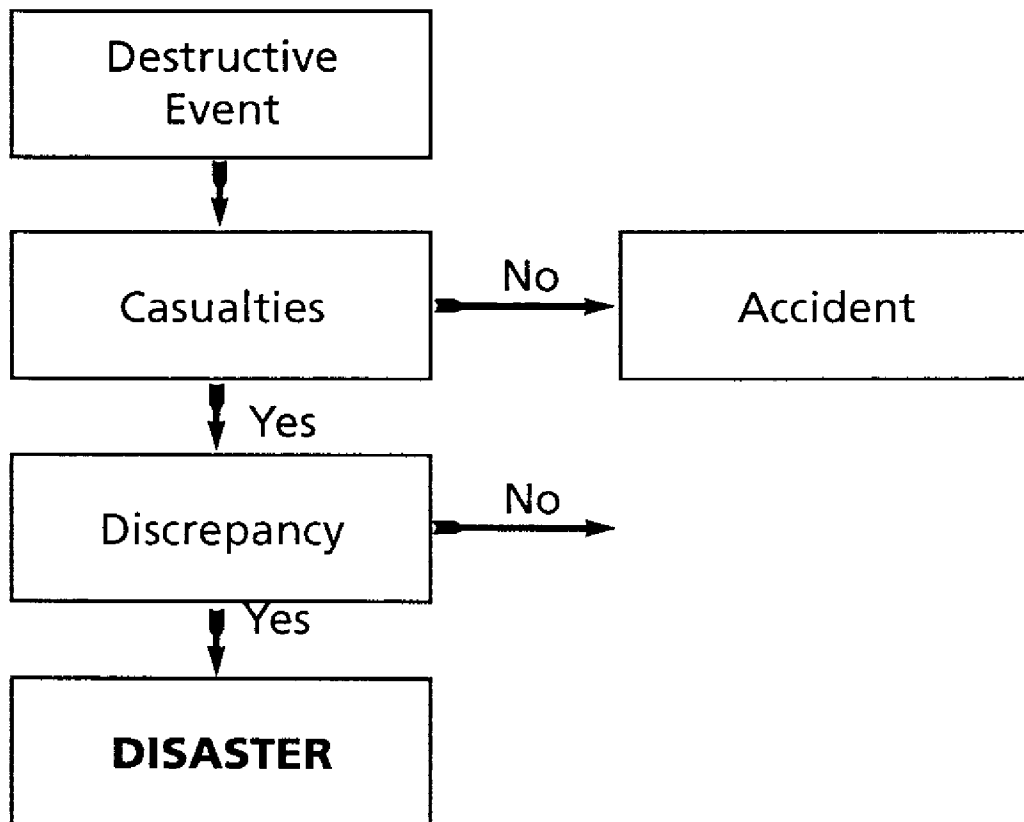 Destructive
Event
Casualties
No
Accident
Yes
Discrepancy
No
Yes
DISASTER